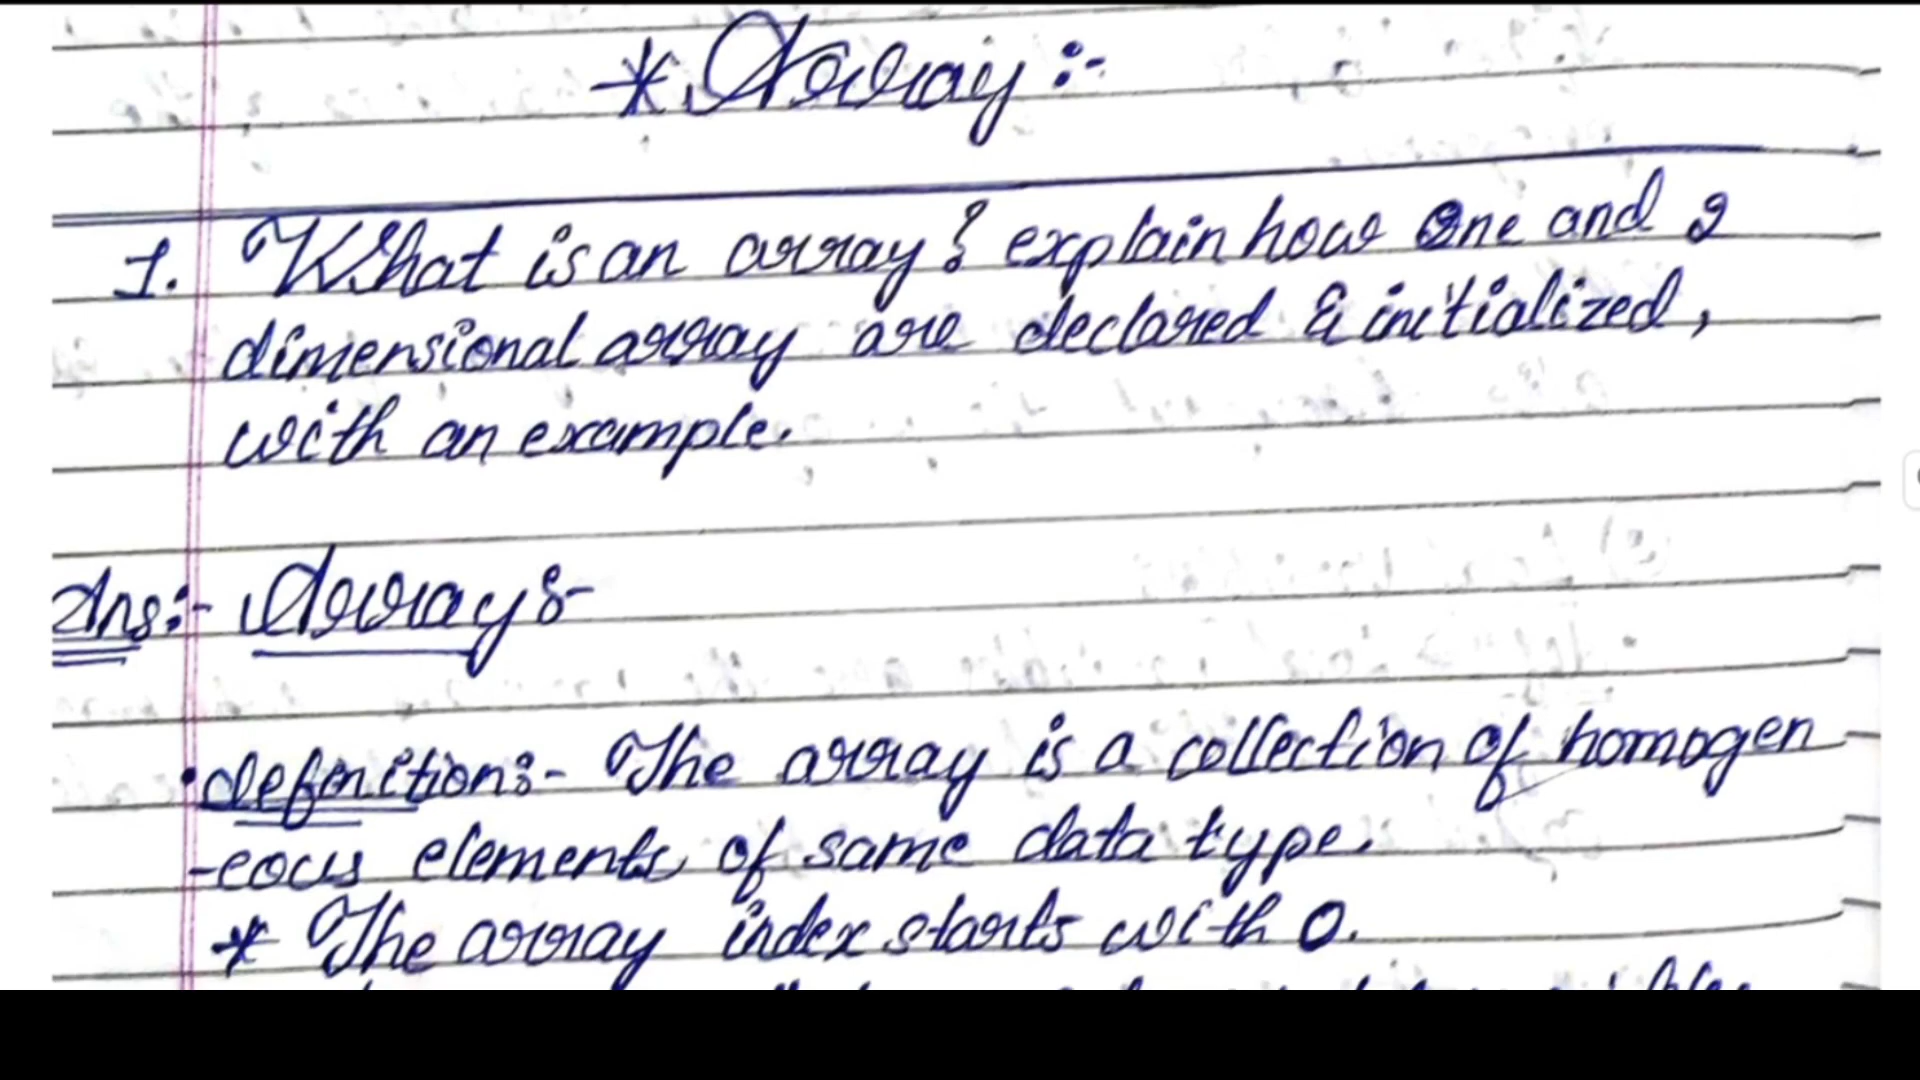 * Array :-
1. What is an array? explain how One and 2
dimensional array are declared & initialized,
with an example.
Ans:- Array:-
• definition:- The array is a collection of homogen
-eous elements of same data type.
* The array index starts with 0.